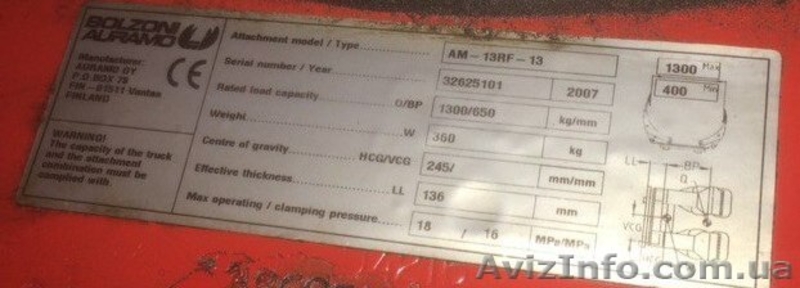 BOLZONI
AURAMO
Manufacturer:
AURAMO OY
P.O.BOX 78
FIN - 01511 Vantaa
FINLAND
CE
WARNING!
The capacity of the truck
and the attachment
combination must be
complied with.
Attachment model / Type AM - 13RF - 13
Serial number / Year 32625101 2007
Rated load capacity Q/BP 1300/650 kg/mm
Weight W 360 kg
Centre of gravity HCG/VCG 245/ mm/mm
Effective thickness LL 136 mm
Max operating / clamping pressure 18 / 16 MPa/MPa
1300 Max
400 Min
LL BP
Q
VCG
HCG
AvizInfo.com.ua